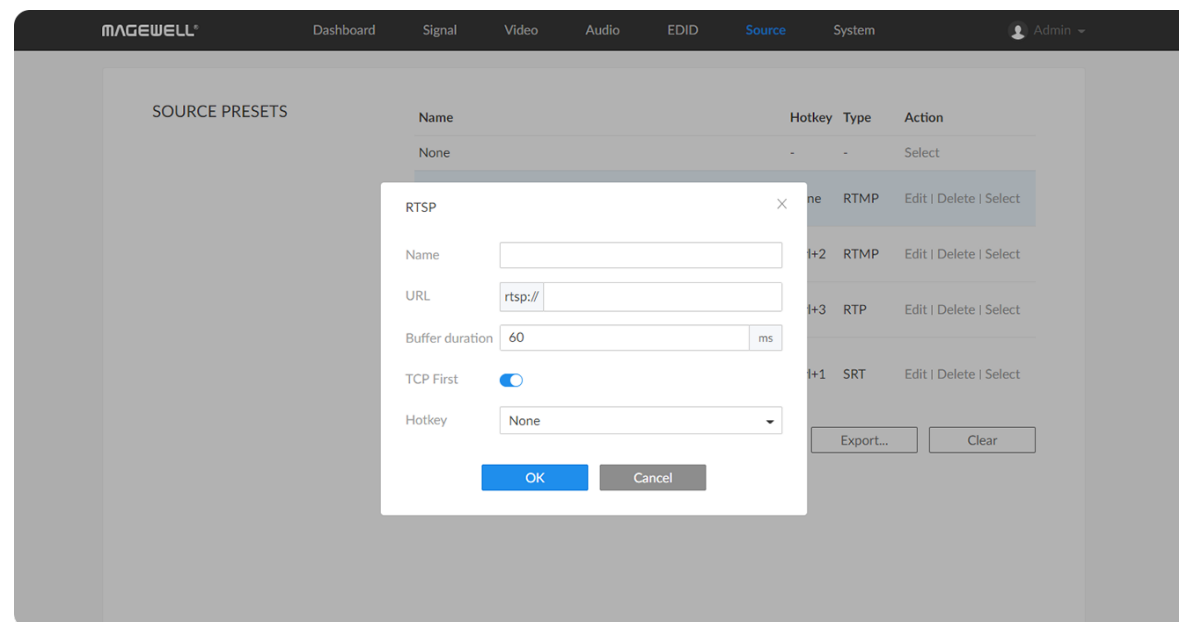 MAGEWELL®
Dashboard Signal Video Audio EDID Source System Admin
SOURCE PRESETS
Name Hotkey Type Action
None - - Select
RTSP
ne RTMP Edit | Delete | Select
Name
l+2 RTMP Edit | Delete | Select
URL rtsp://
l+3 RTP Edit | Delete | Select
Buffer duration 60 ms
TCP First
l+1 SRT Edit | Delete | Select
Hotkey None
Export... Clear
OK Cancel